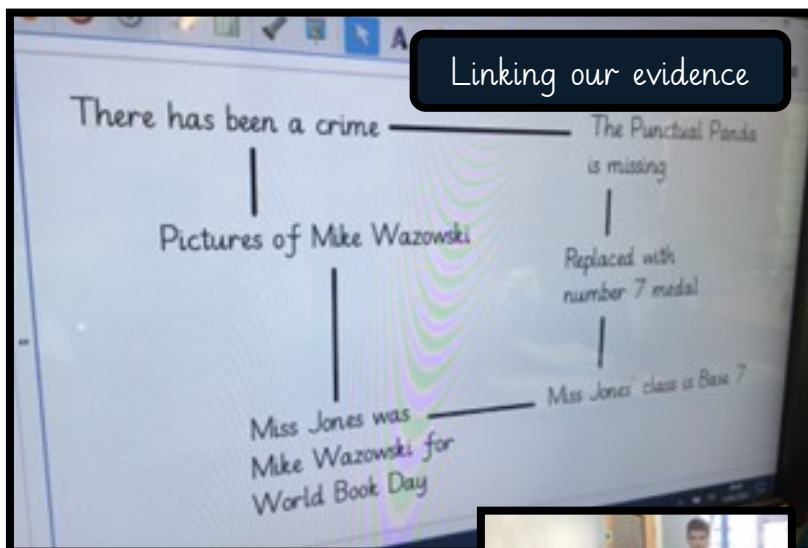 Linking our evidence
There has been a crime
The Punctual Panda
is missing
Pictures of Mike Wazowski
Replaced with
number 7 medal
Miss Jones' class is Base 7
Miss Jones was
Mike Wazowski for
World Book Day